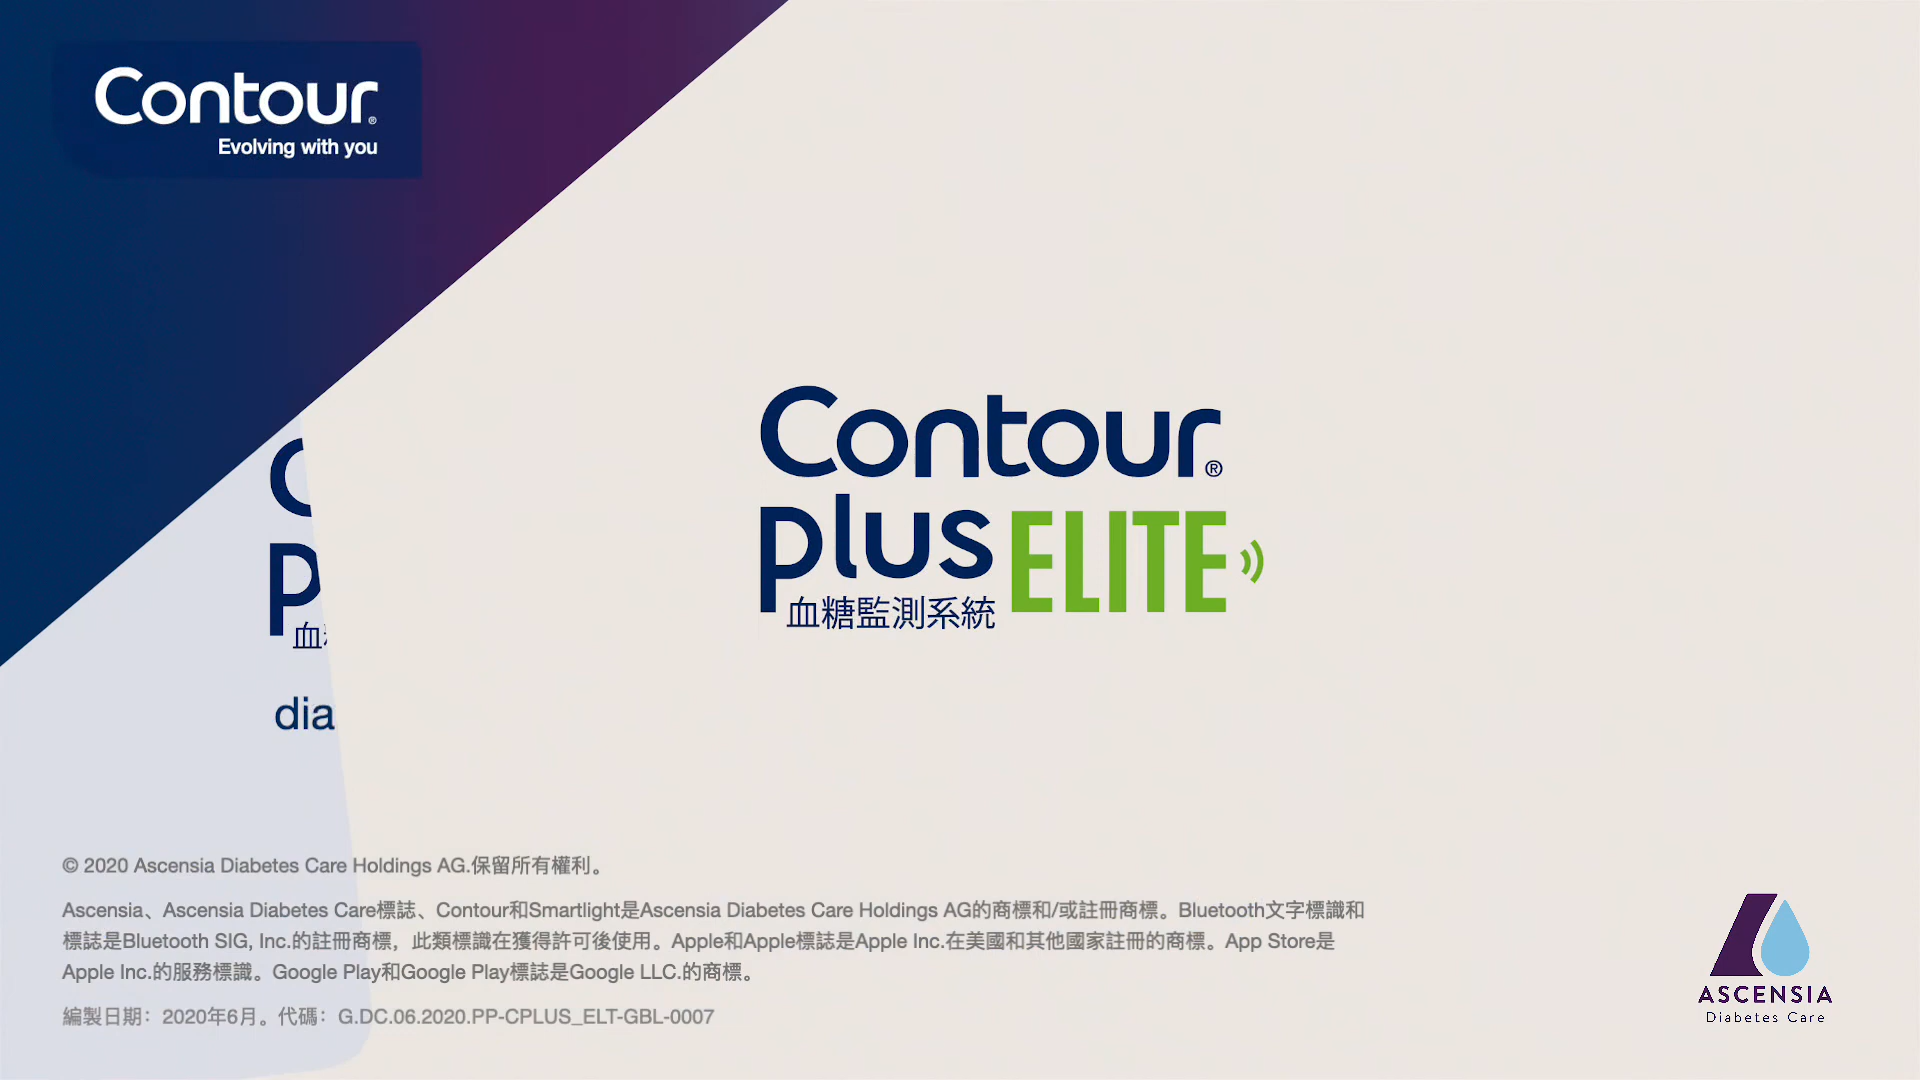 Contour®
Evolving with you
Contour®
plus ELITE
血糖監測系統
C
p
血
dia
© 2020 Ascensia Diabetes Care Holdings AG.保留所有權利。
Ascensia、Ascensia Diabetes Care標誌、Contour和Smartlight是Ascensia Diabetes Care Holdings AG的商標和/或註冊商標。Bluetooth文字標識和
標誌是Bluetooth SIG, Inc.的註冊商標，此類標識在獲得許可後使用。Apple和Apple標誌是Apple Inc.在美國和其他國家註冊的商標。App Store是
Apple Inc.的服務標識。Google Play和Google Play標誌是Google LLC.的商標。
編製日期：2020年6月。代碼：G.DC.06.2020.PP-CPLUS_ELT-GBL-0007
ASCENSIA
Diabetes Care